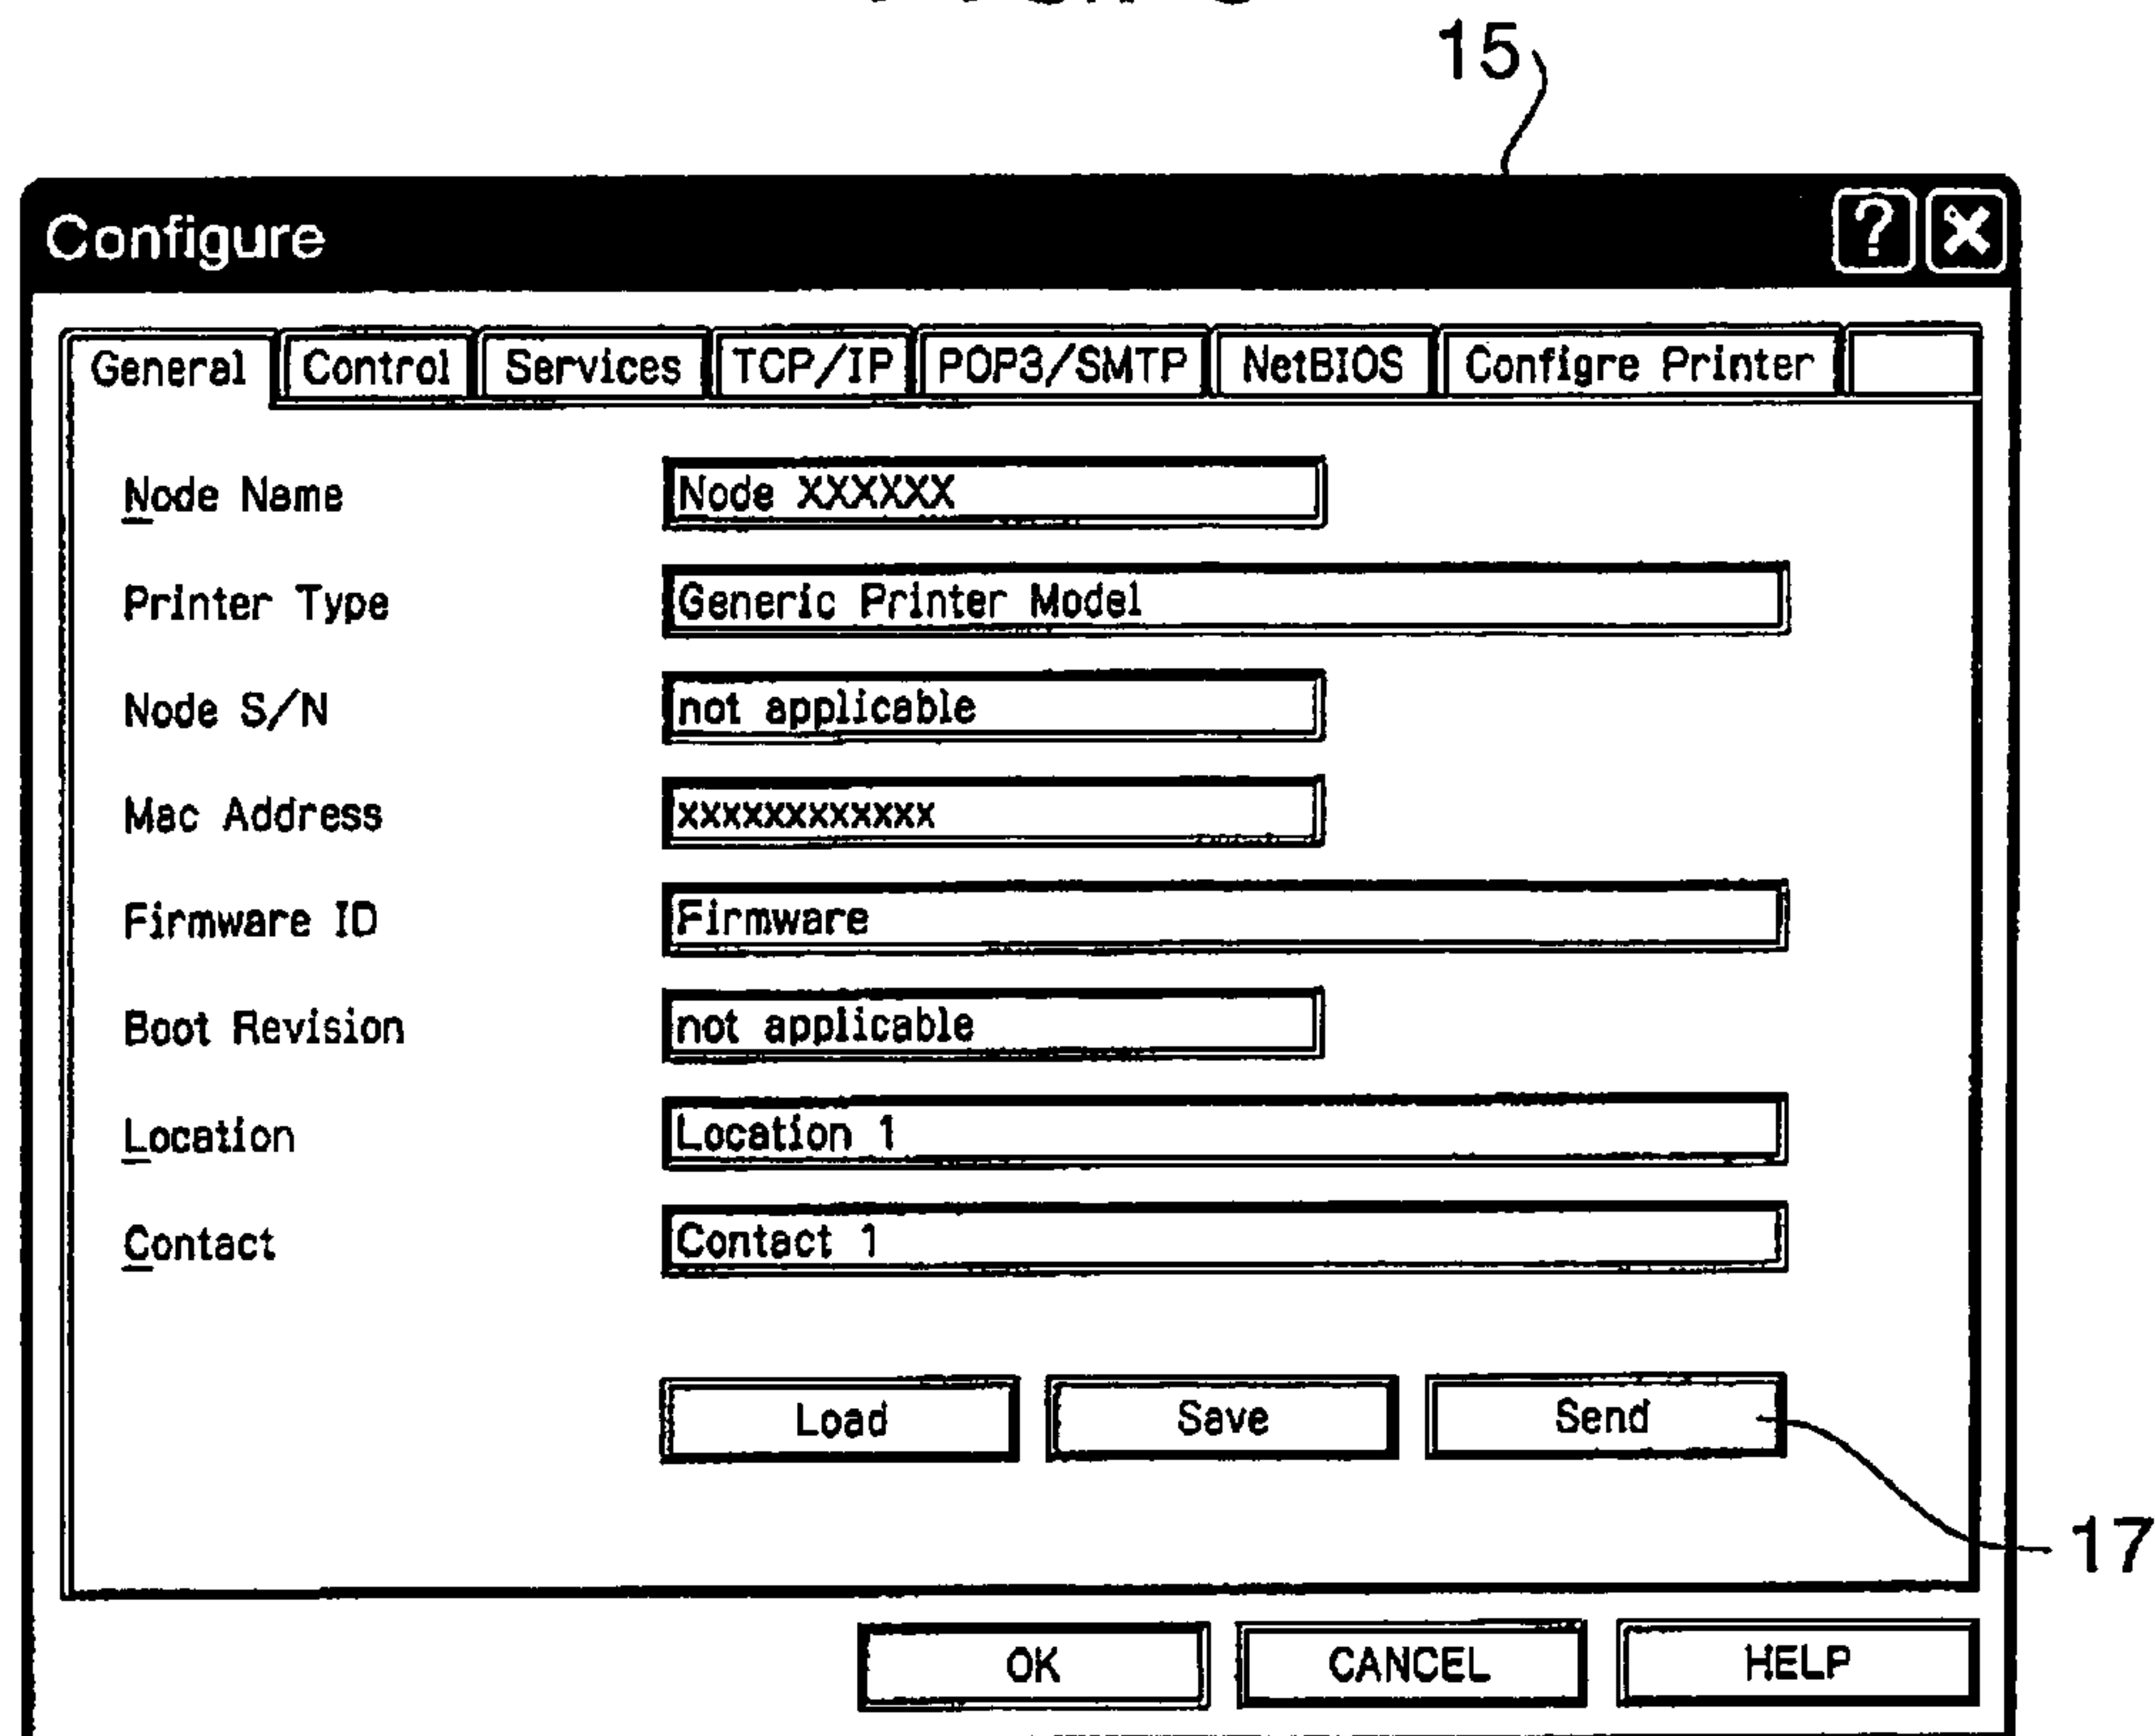 15
Configure ? X
General Control Services TCP/IP POP3/SMTP NetBIOS Configre Printer
Node Name Node XXXXXX
Printer Type Generic Printer Model
Node S/N not applicable
Mac Address xxxxxxxxxxxx
Firmware ID Firmware
Boot Revision not applicable
Location Location 1
Contact Contact 1
Load Save Send
17
OK CANCEL HELP